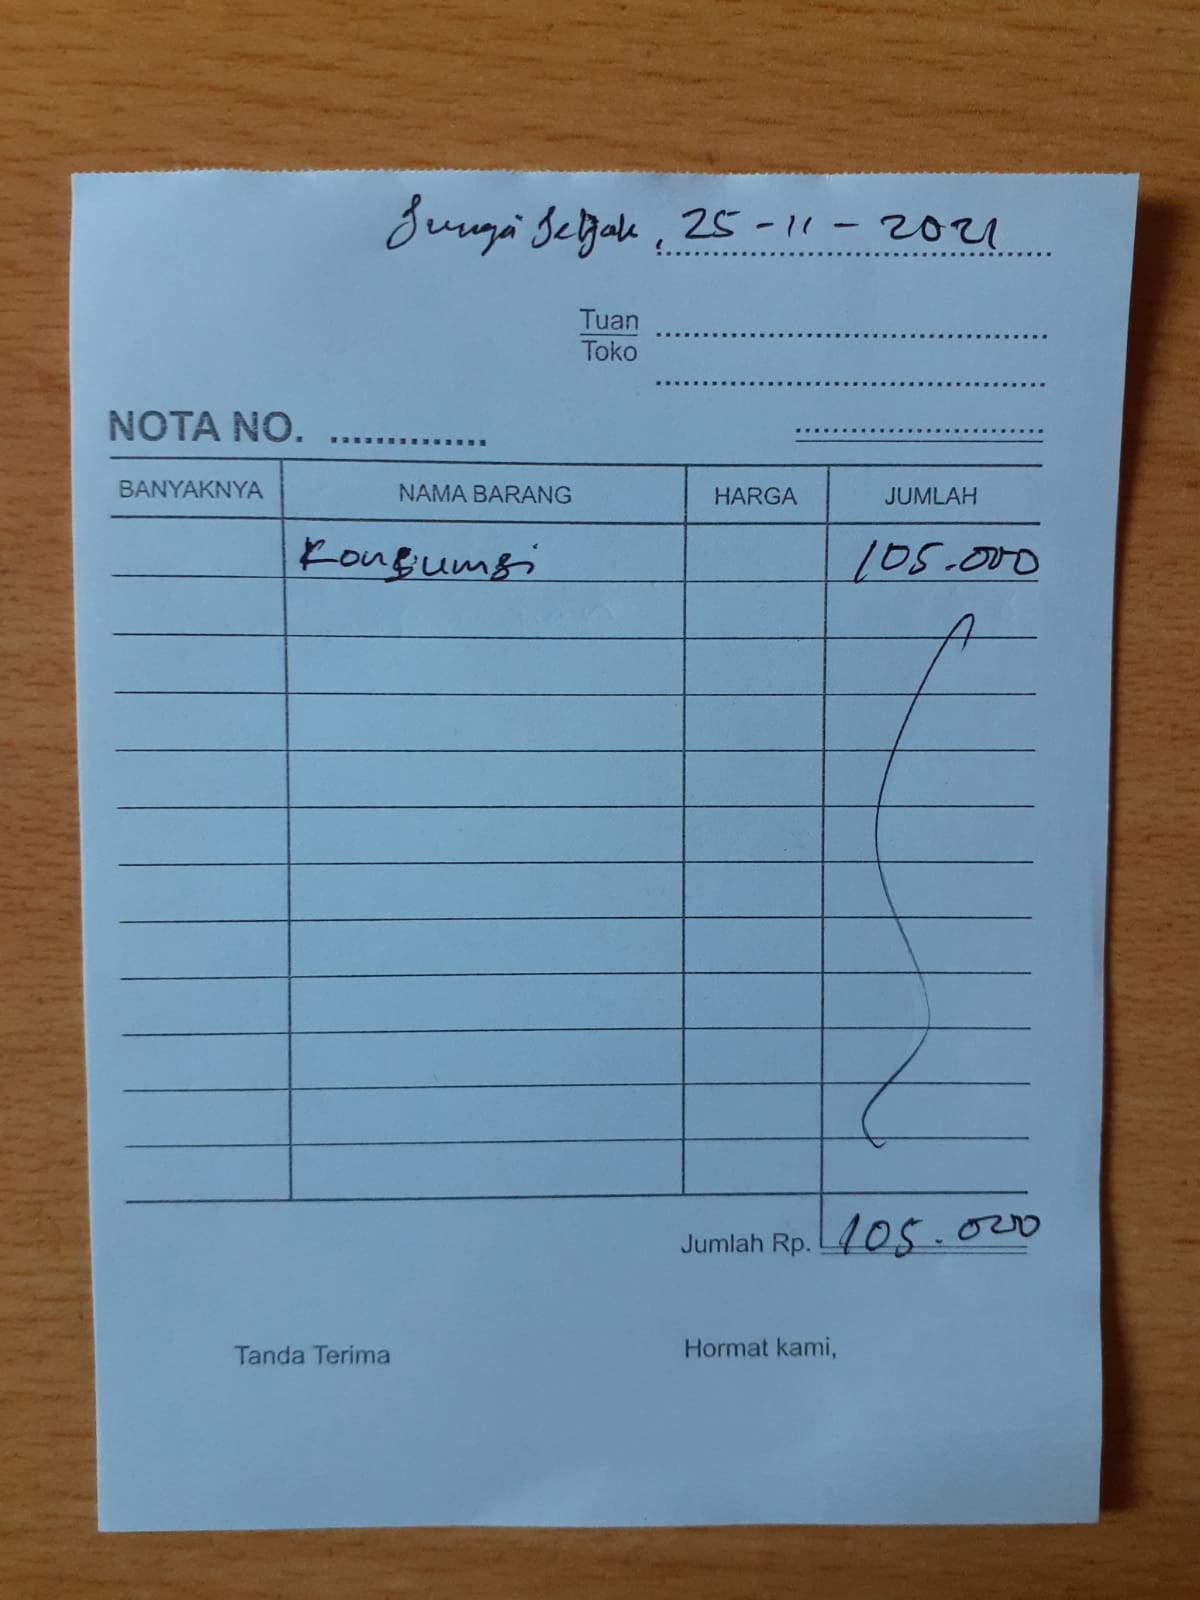 Sungai Selijah, 25-11-2021
Tuan
Toko
NOTA NO.
BANYAKNYA NAMA BARANG HARGA JUMLAH
Konsumsi 105.000
Jumlah Rp. 105.000
Tanda Terima Hormat kami,